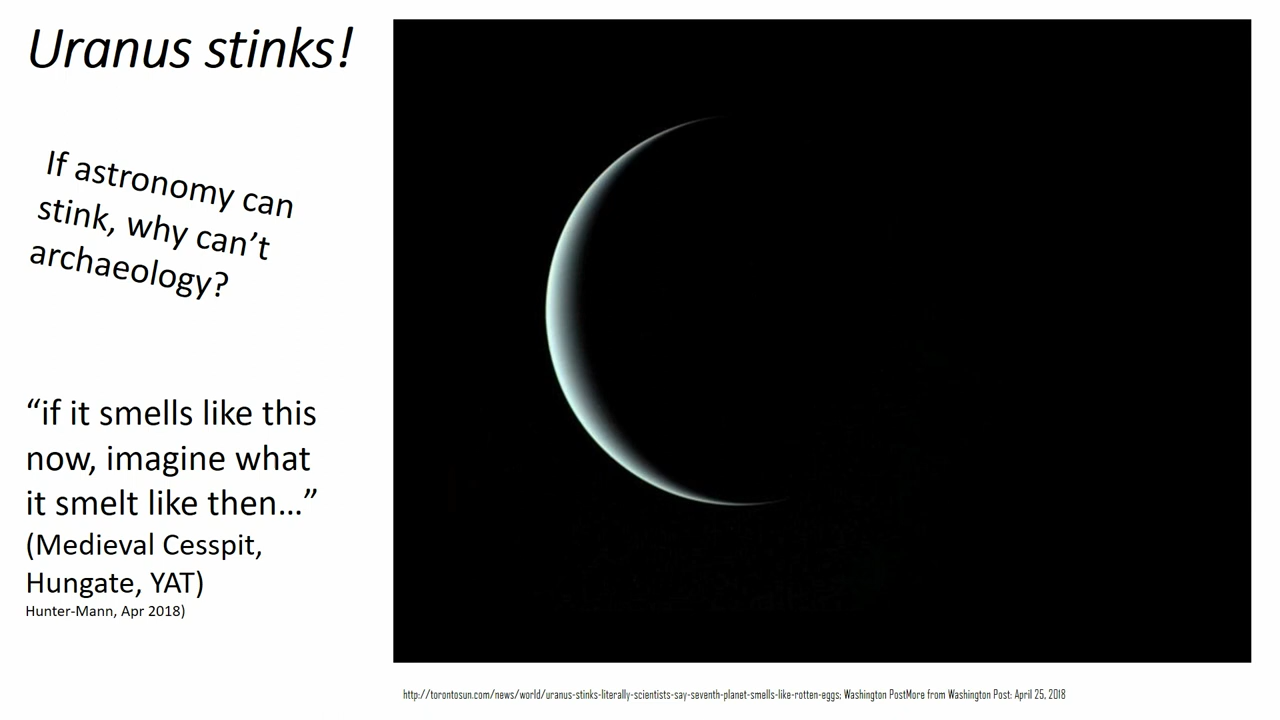 Uranus stinks!
If astronomy can
stink, why can’t
archaeology?
“if it smells like this
now, imagine what
it smelt like then…”
(Medieval Cesspit,
Hungate, YAT)
Hunter-Mann, Apr 2018)
http://torontosun.com/news/world/uranus-stinks-literally-scientists-say-seventh-planet-smells-like-rotten-eggs; Washington PostMore from Washington Post: April 25, 2018